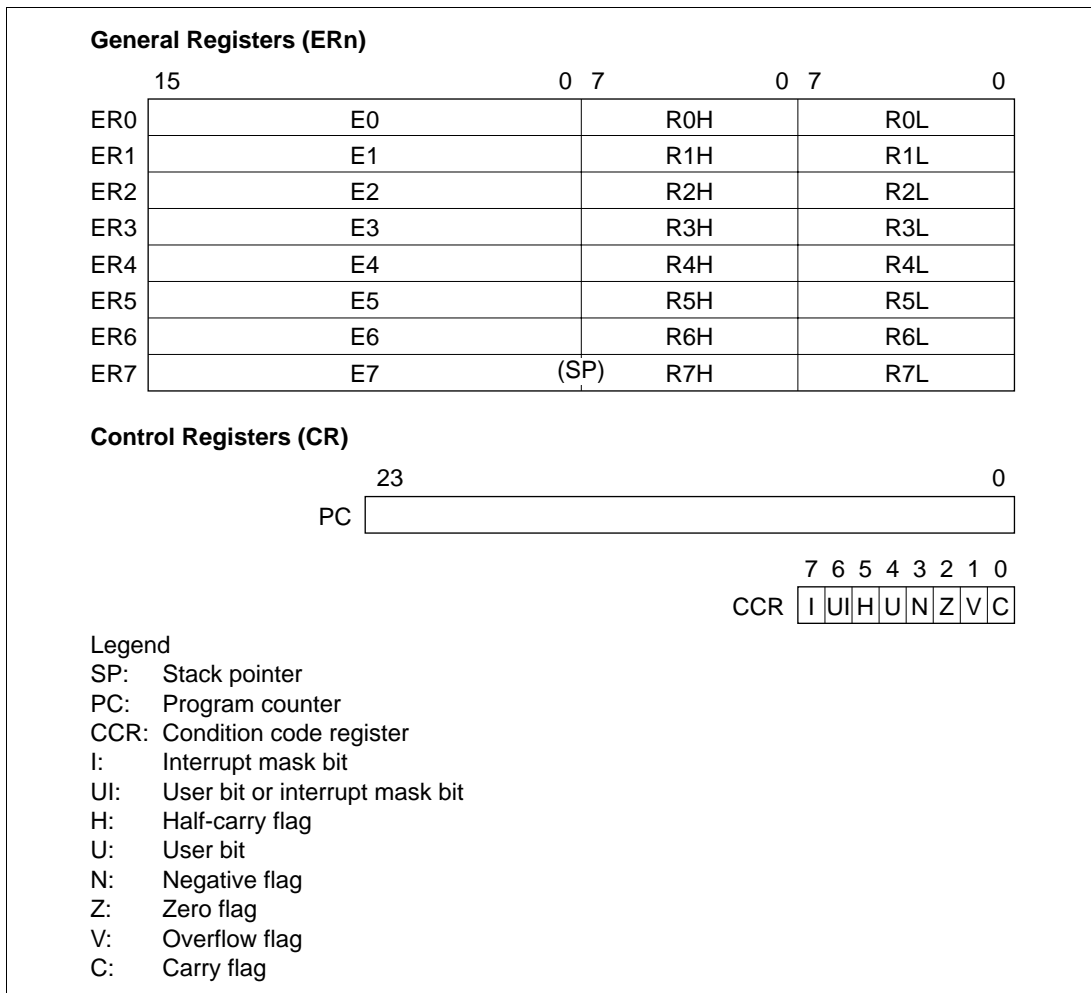 General Registers (ERn)
15 0 7 0 7 0
ER0 E0 R0H R0L
ER1 E1 R1H R1L
ER2 E2 R2H R2L
ER3 E3 R3H R3L
ER4 E4 R4H R4L
ER5 E5 R5H R5L
ER6 E6 R6H R6L
ER7 E7 (SP) R7H R7L
Control Registers (CR)
23 0
PC
7 6 5 4 3 2 1 0
CCR I UI H U N Z V C
Legend
SP: Stack pointer
PC: Program counter
CCR: Condition code register
I: Interrupt mask bit
UI: User bit or interrupt mask bit
H: Half-carry flag
U: User bit
N: Negative flag
Z: Zero flag
V: Overflow flag
C: Carry flag